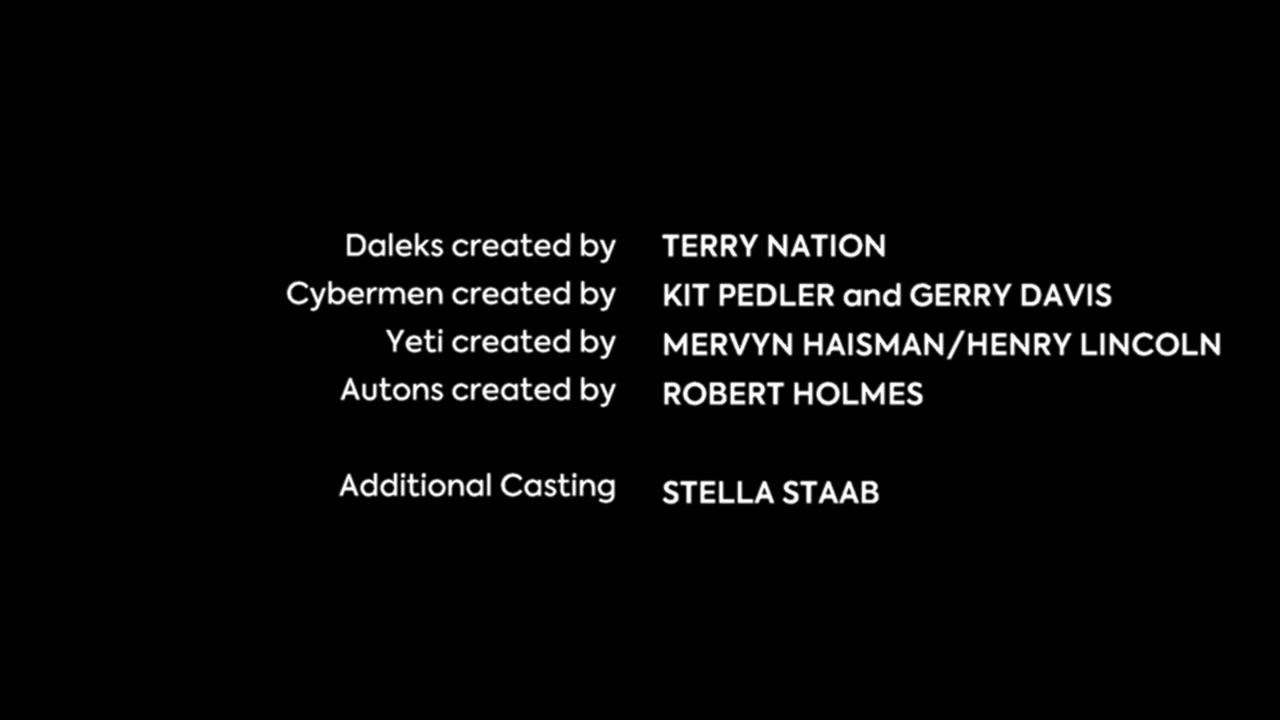 Daleks created by TERRY NATION
Cybermen created by KIT PEDLER and GERRY DAVIS
Yeti created by MERVYN HAISMAN/HENRY LINCOLN
Autons created by ROBERT HOLMES
Additional Casting STELLA STAAB